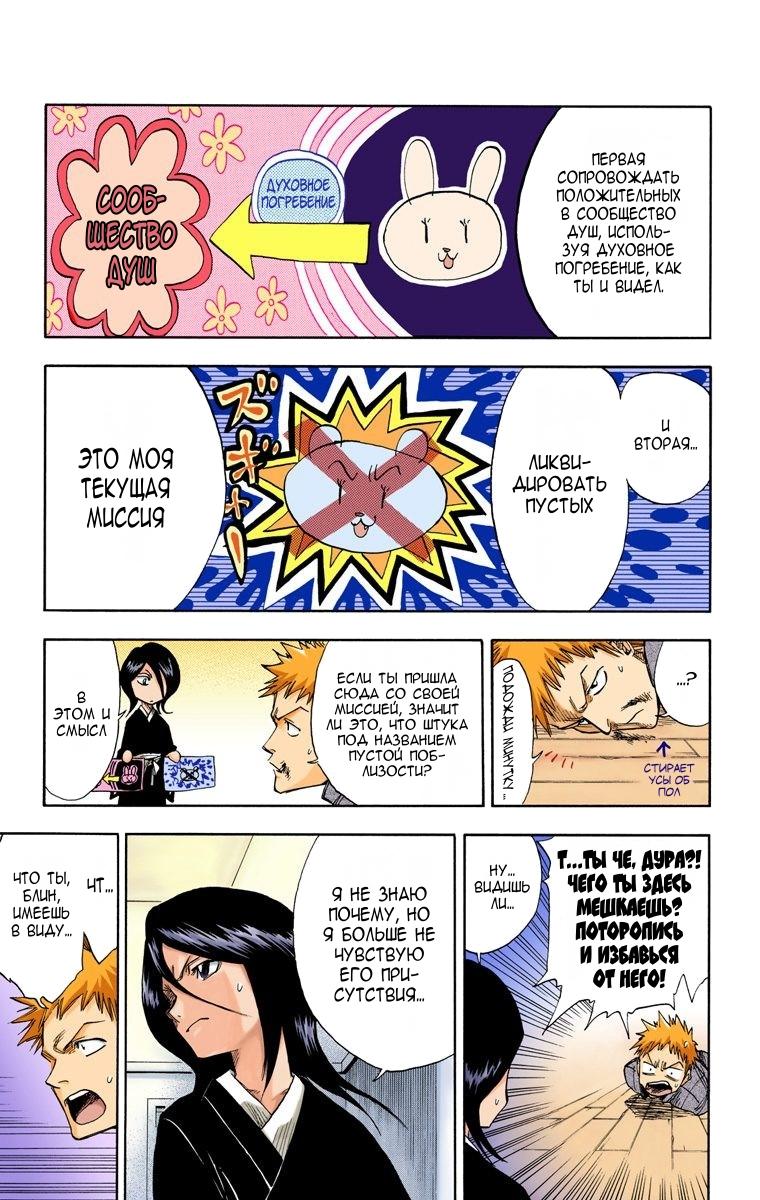 ПЕРВАЯ
СОПРОВОЖДАТЬ
ПОЛОЖИТЕЛЬНЫХ
В СООБЩЕСТВО
ДУШ, ИСПОЛЬ-
ЗУЯ ДУХОВНОЕ
ПОГРЕБЕНИЕ, КАК
ТЫ И ВИДЕЛ.
ДУХОВНОЕ
ПОГРЕБЕНИЕ
СООБ-
ЩЕСТВО
ДУШ
И
ВТОРАЯ...
ЛИКВИ-
ДИРОВАТЬ
ПУСТЫХ
ズギャー!
ЭТО МОЯ
ТЕКУЩАЯ
МИССИЯ
...?
СТИРАЕТ
УСЫ ОБ
ПОЛ
ПОДОЖДИ
ЕСЛИ ТЫ ПРИШЛА
СЮДА СО СВОЕЙ
МИССИЕЙ, ЗНАЧИТ
ЛИ ЭТО, ЧТО ШТУКА
ПОД НАЗВАНИЕМ
ПУСТОЙ ПОБ-
ЛИЗОСТИ?
В
ЭТОМ И
СМЫСЛ
Т...ТЫ ЧЕ, ДУРА?!
ЧЕГО ТЫ ЗДЕСЬ
МЕШКАЕШЬ?
ПОТОРОПИСЬ
И ИЗБАВЬСЯ
ОТ НЕГО!
НУ...
ВИДИШЬ
ЛИ...
Я НЕ ЗНАЮ
ПОЧЕМУ, НО
Я БОЛЬШЕ НЕ
ЧУВСТВУЮ
ЕГО ПРИ-
СУТСТВИЯ...
ЧТ...
ЧТО ТЫ,
БЛИН,
ИМЕЕШЬ
В ВИДУ...